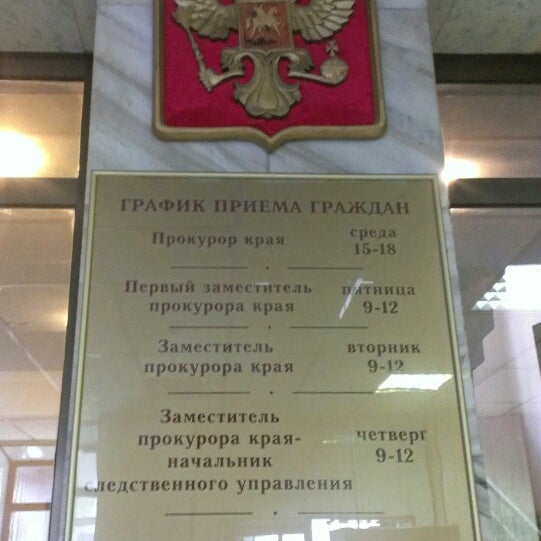 ГРАФИК ПРИЕМА ГРАЖДАН
Прокурор края среда
15-18
Первый заместитель пятница
прокурора края 9-12
Заместитель вторник
прокурора края 9-12
Заместитель
прокурора края- четверг
начальник 9-12
следственного управления